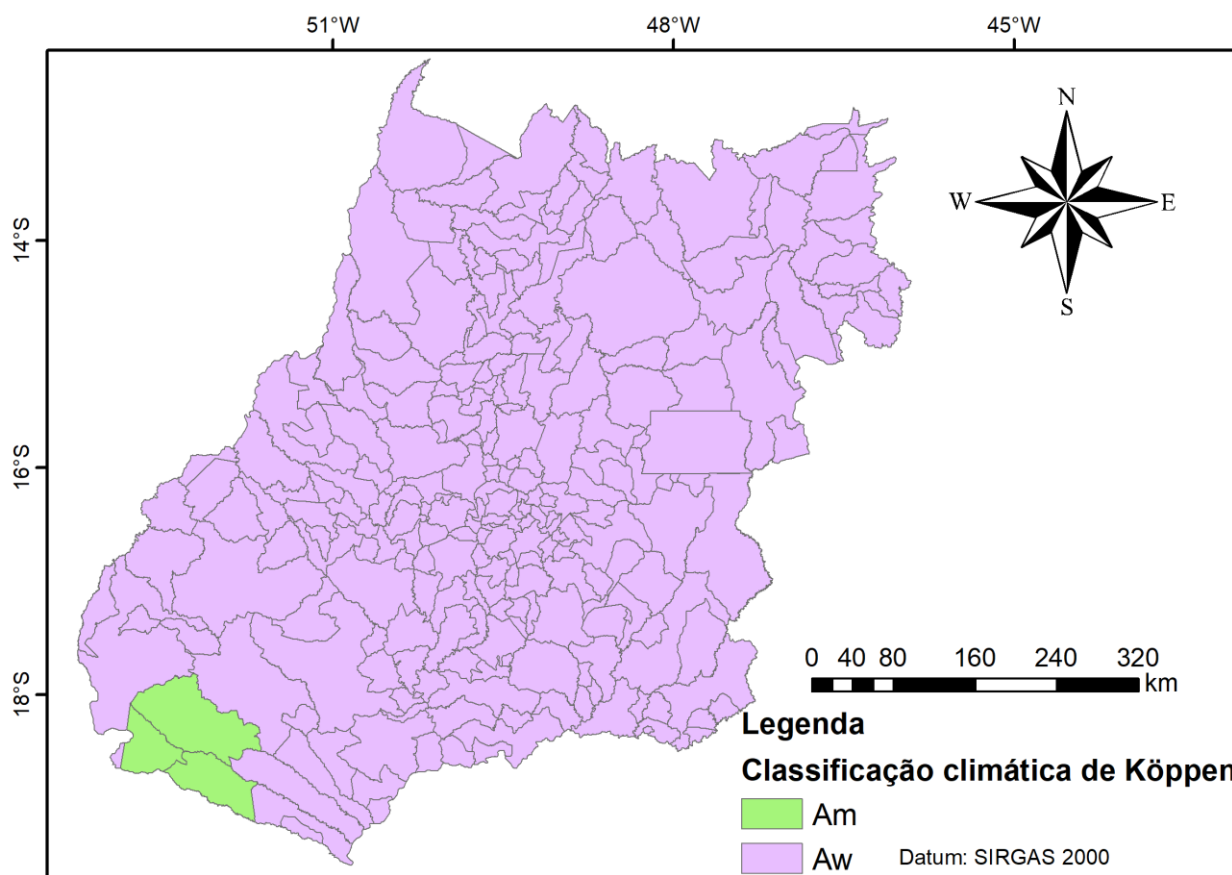 51°W 48°W 45°W
N
W E
S
14°S
16°S
18°S
0 40 80 160 240 320
km
Legenda
Classificação climática de Köppen
Am
Aw
Datum: SIRGAS 2000